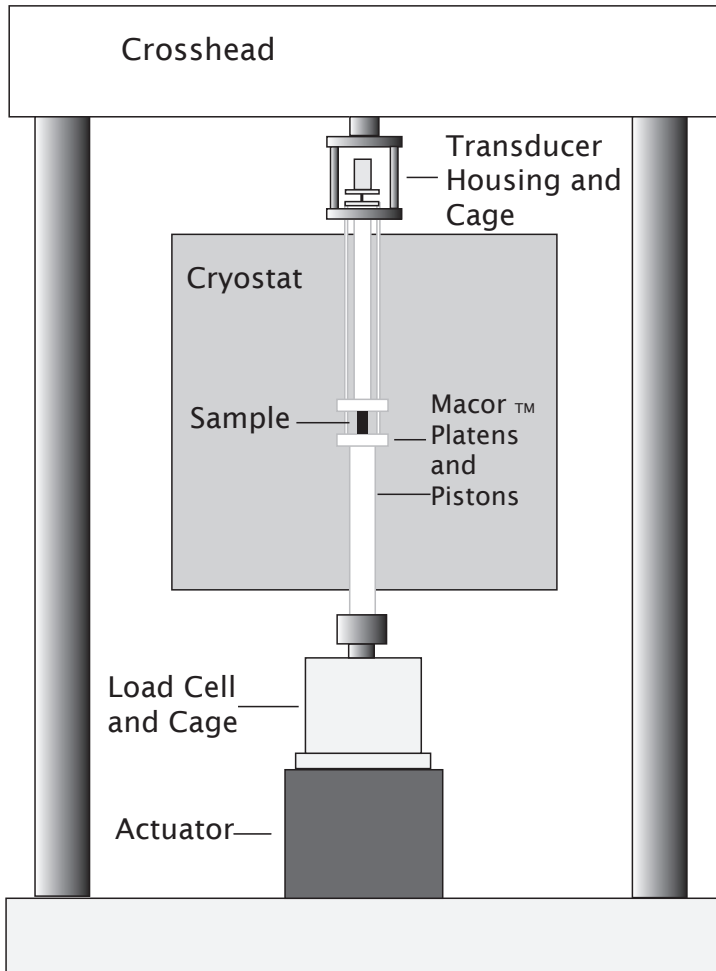 Crosshead
Transducer
Housing and
Cage
Cryostat
Sample
Macor ™
Platens
and
Pistons
Load Cell
and Cage
Actuator